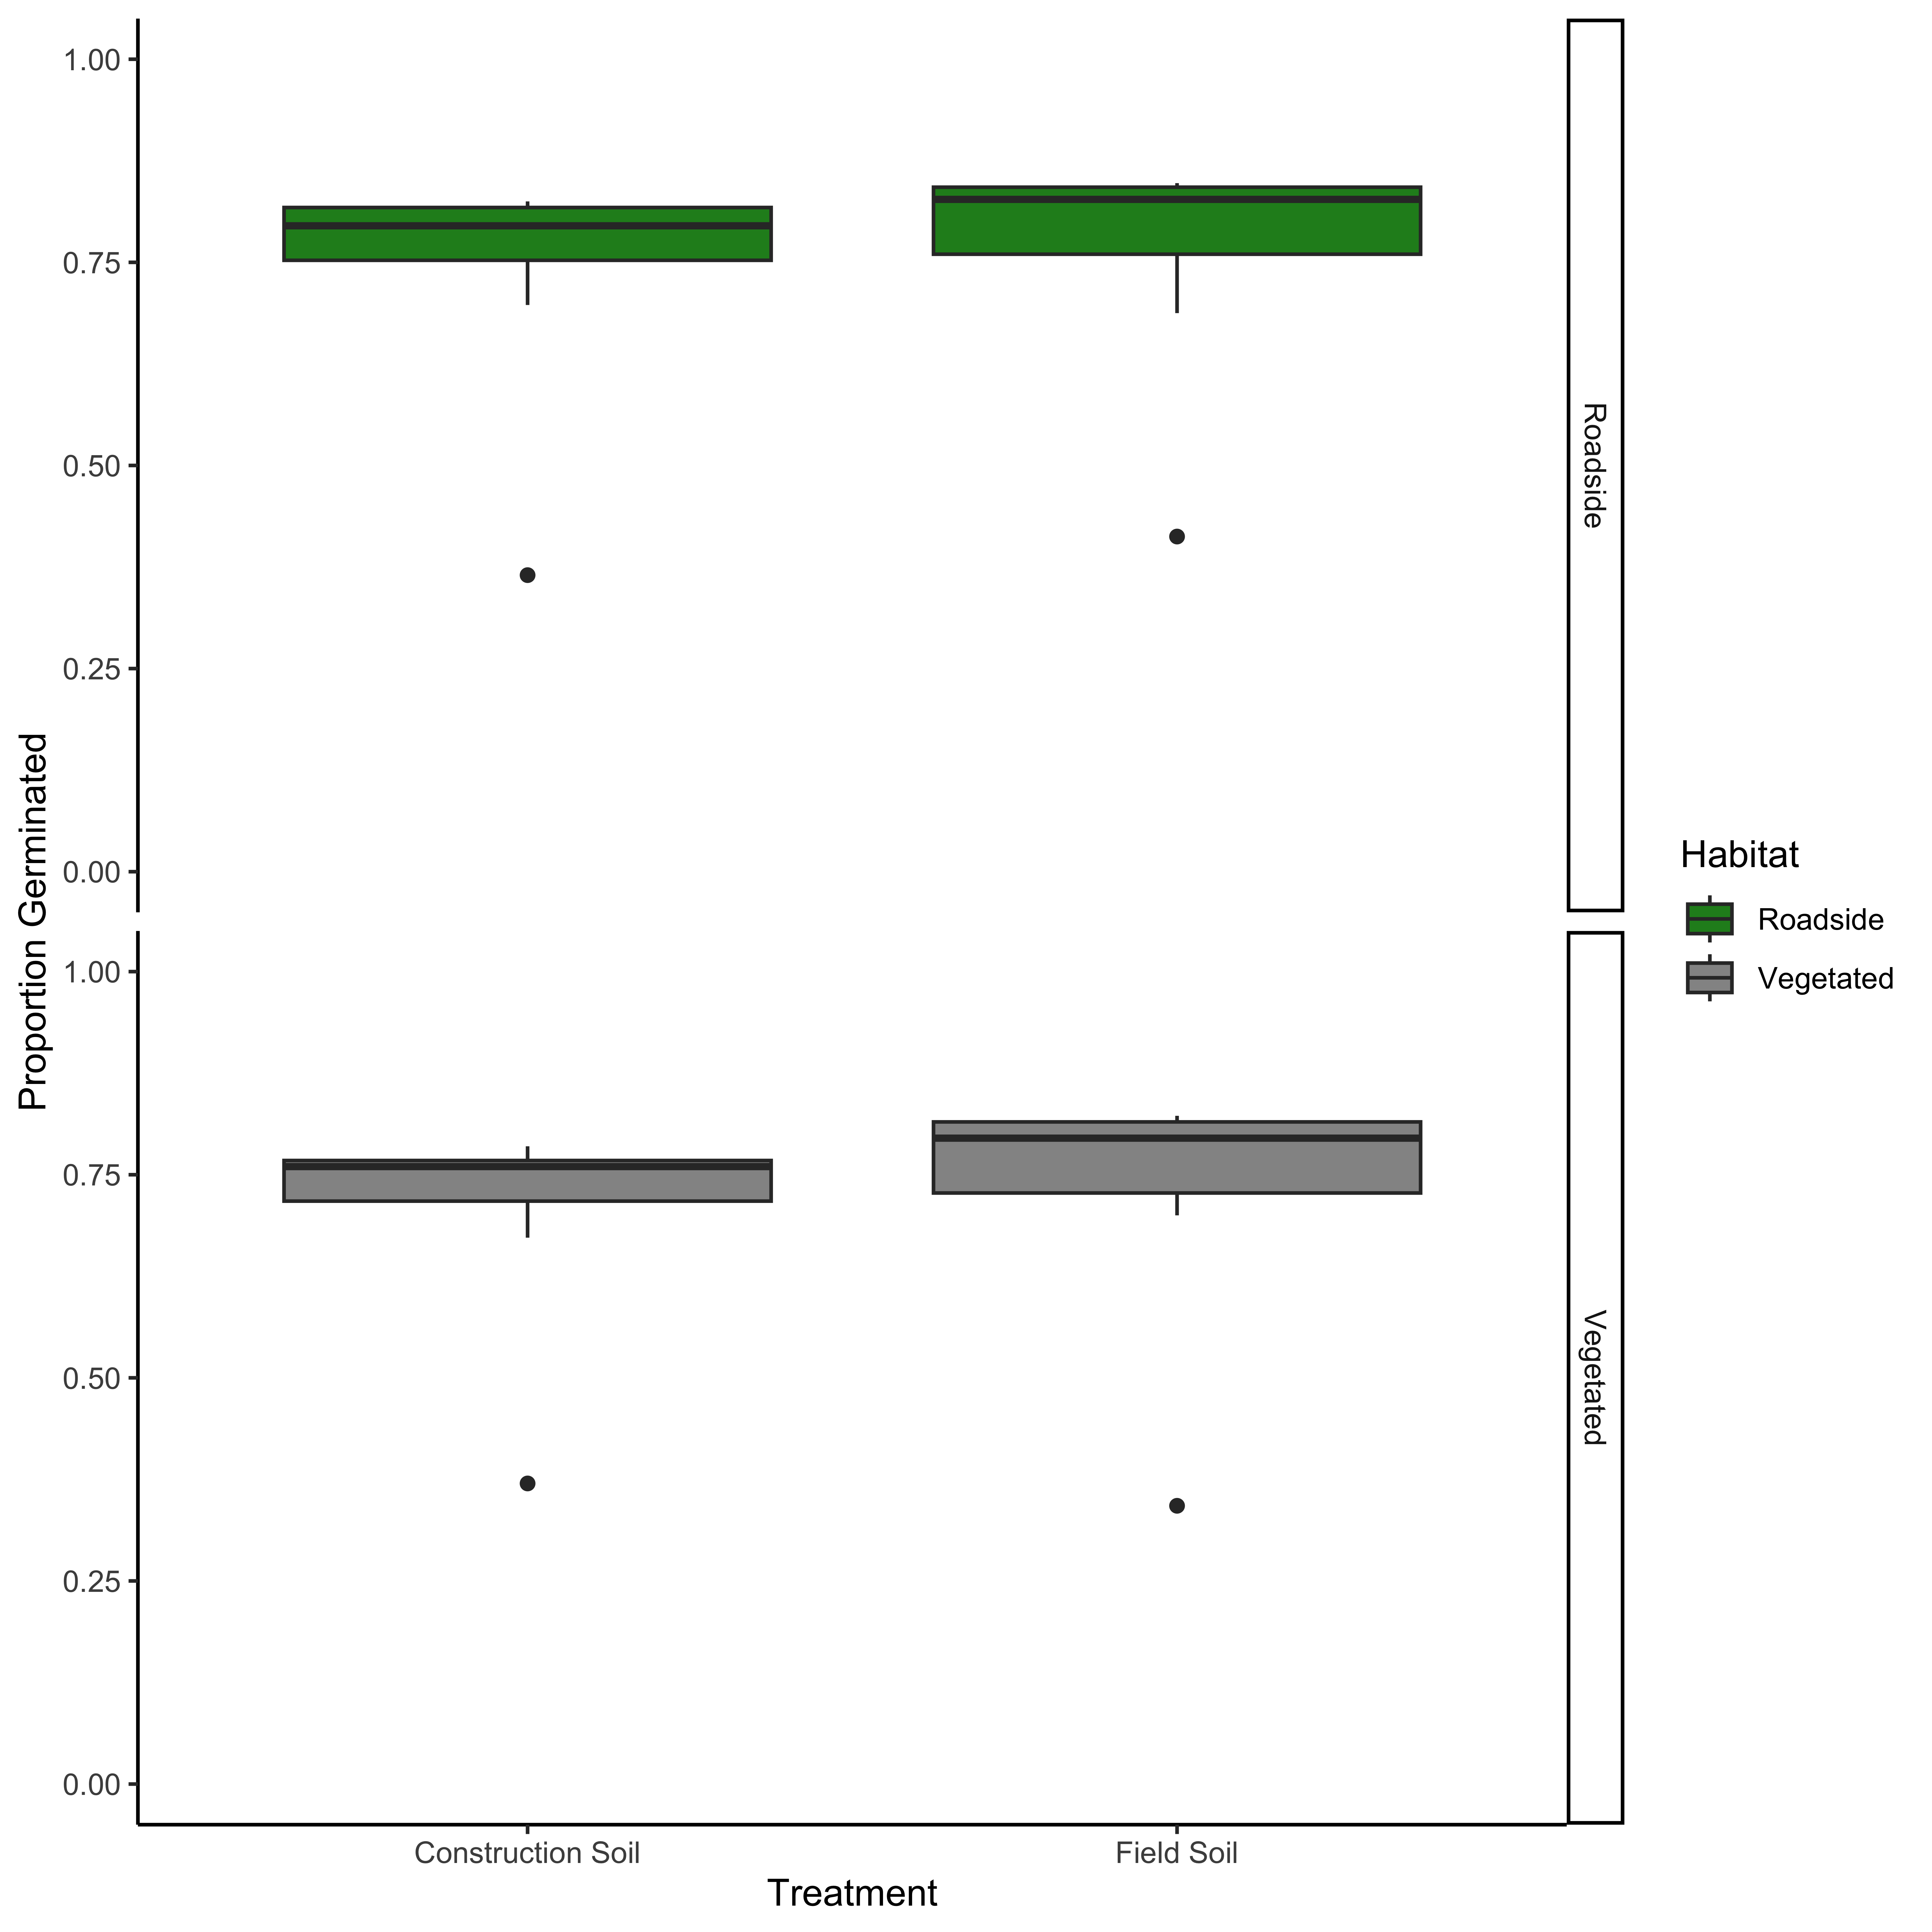 Proportion Germinated
1.00
0.75
0.50
0.25
0.00
Roadside
1.00
0.75
0.50
0.25
0.00
Vegetated
Construction Soil
Field Soil
Treatment
Habitat
Roadside
Vegetated